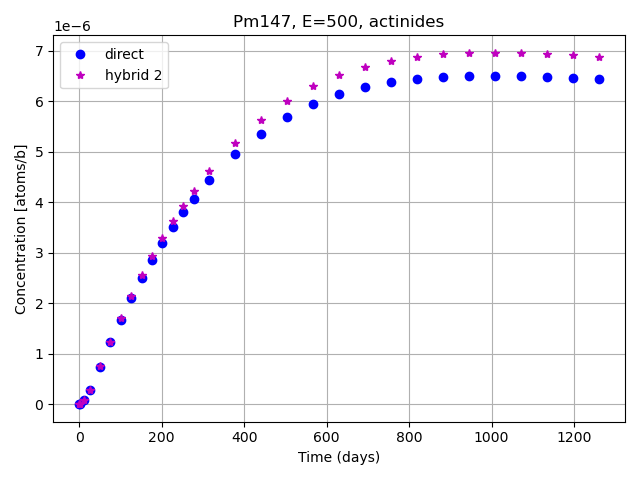 Pm147, E=500, actinides
1e−6
direct
hybrid 2
7
6
5
4
3
2
1
0
Concentration [atoms/b]
0 200 400 600 800 1000 1200
Time (days)